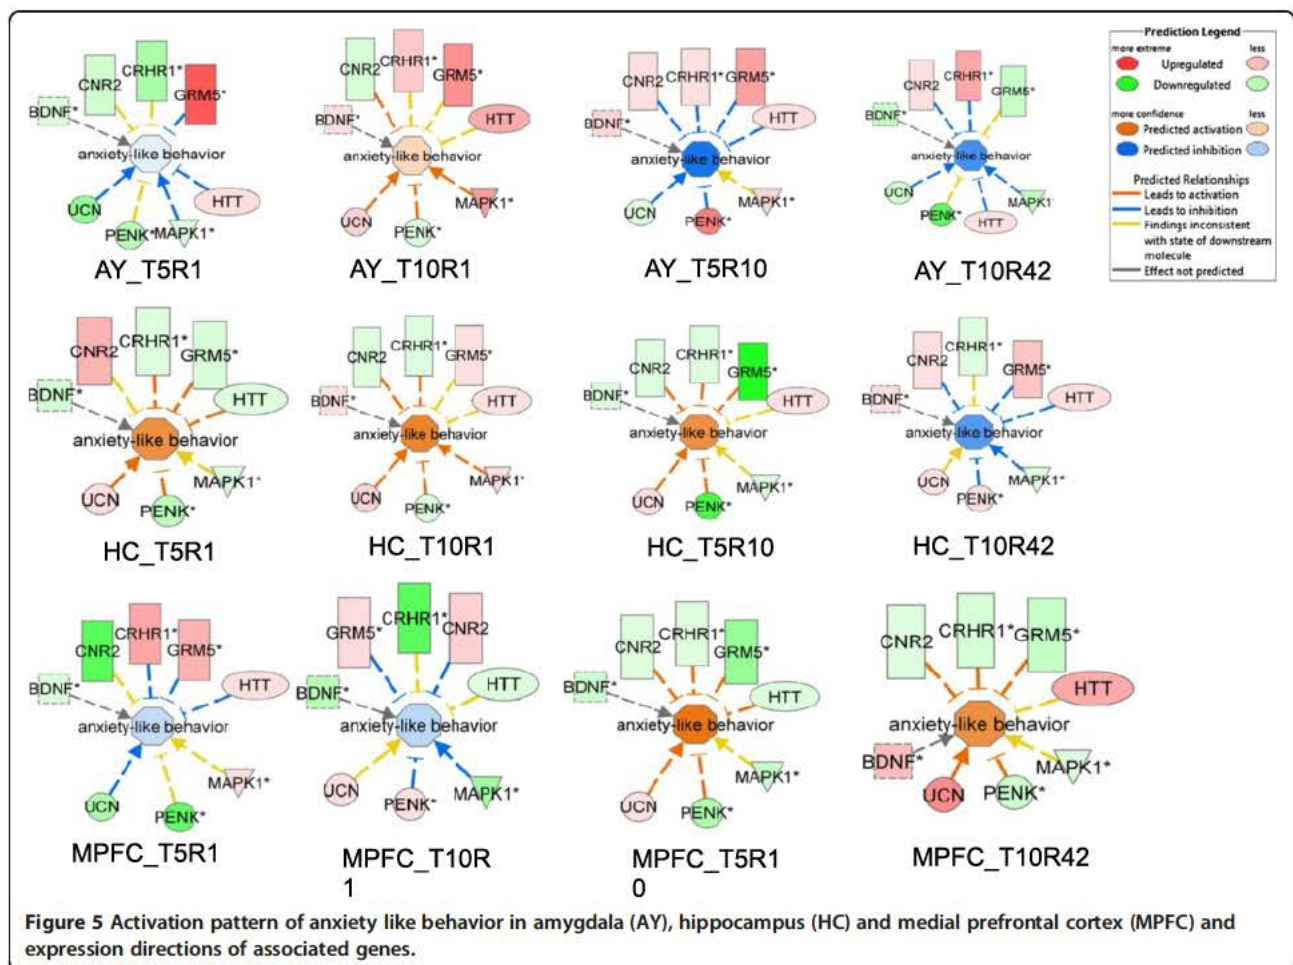 CNR2
CRHR1*
GRM5*
BDNF*
anxiety-like behavior
UCN
PENK*
MAPK1*
HTT
AY_T5R1
CNR2
CRHR1*
GRM5*
BDNF*
HTT
anxiety-like behavior
UCN
PENK*
MAPK1*
AY_T10R1
CNR2
CRHR1*
GRM5*
BDNF*
HTT
anxiety-like behavior
UCN
PENK*
MAPK1*
AY_T5R10
CNR2
CRHR1*
GRM5*
BDNF*
anxiety-like behavior
UCN
PENK*
HTT
MAPK1
AY_T10R42
Prediction Legend
more extreme less
Upregulated
Downregulated
more confidence less
Predicted activation
Predicted inhibition
Predicted Relationships
Leads to activation
Leads to inhibition
Findings inconsistent
with state of downstream
molecule
Effect not predicted
CNR2
CRHR1*
GRM5*
BDNF*
HTT
anxiety-like behavior
UCN
PENK*
MAPK1*
HC_T5R1
CNR2
CRHR1*
GRM5*
BDNF*
HTT
anxiety-like behavior
UCN
PENK*
MAPK1*
HC_T10R1
CNR2
CRHR1*
GRM5*
BDNF*
HTT
anxiety-like behavior
UCN
PENK*
MAPK1*
HC_T5R10
CNR2
CRHR1*
GRM5*
BDNF*
HTT
anxiety-like behavior
UCN
PENK*
MAPK1*
HC_T10R42
CNR2
CRHR1*
GRM5*
BDNF*
HTT
anxiety-like behavior
UCN
PENK*
MAPK1*
MPFC_T5R1
GRM5*
CRHR1*
CNR2
BDNF*
HTT
anxiety-like behavior
UCN
PENK*
MAPK1*
MPFC_T10R
1
CNR2
CRHR1*
GRM5*
BDNF*
HTT
anxiety-like behavior
UCN
PENK*
MAPK1*
MPFC_T5R1
0
CNR2
CRHR1*
GRM5*
HTT
anxiety-like behavior
BDNF*
UCN
PENK*
MAPK1*
MPFC_T10R42
Figure 5 Activation pattern of anxiety like behavior in amygdala (AY), hippocampus (HC) and medial prefrontal cortex (MPFC) and
expression directions of associated genes.